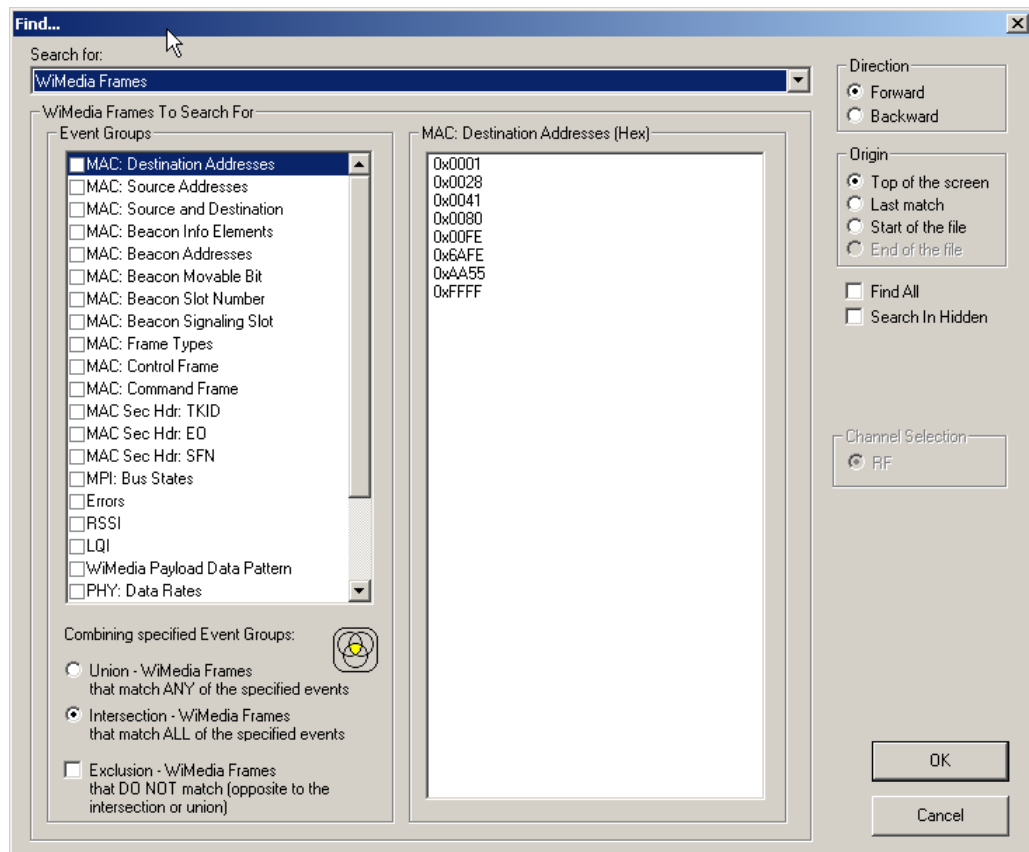 Find...
Search for:
WiMedia Frames
WiMedia Frames To Search For
Event Groups
MAC: Destination Addresses
MAC: Source Addresses
MAC: Source and Destination
MAC: Beacon Info Elements
MAC: Beacon Addresses
MAC: Beacon Movable Bit
MAC: Beacon Slot Number
MAC: Beacon Signaling Slot
MAC: Frame Types
MAC: Control Frame
MAC: Command Frame
MAC Sec Hdr: TKID
MAC Sec Hdr: EO
MAC Sec Hdr: SFN
MPI: Bus States
Errors
RSSI
LQI
WiMedia Payload Data Pattern
PHY: Data Rates
Combining specified Event Groups:
Union - WiMedia Frames
that match ANY of the specified events
Intersection - WiMedia Frames
that match ALL of the specified events
Exclusion - WiMedia Frames
that DO NOT match (opposite to the
intersection or union)
MAC: Destination Addresses (Hex)
0x0001
0x0028
0x0041
0x0080
0x00FE
0x6AFE
0xAA55
0xFFFF
Direction
Forward
Backward
Origin
Top of the screen
Last match
Start of the file
End of the file
Find All
Search In Hidden
Channel Selection
RF
OK
Cancel